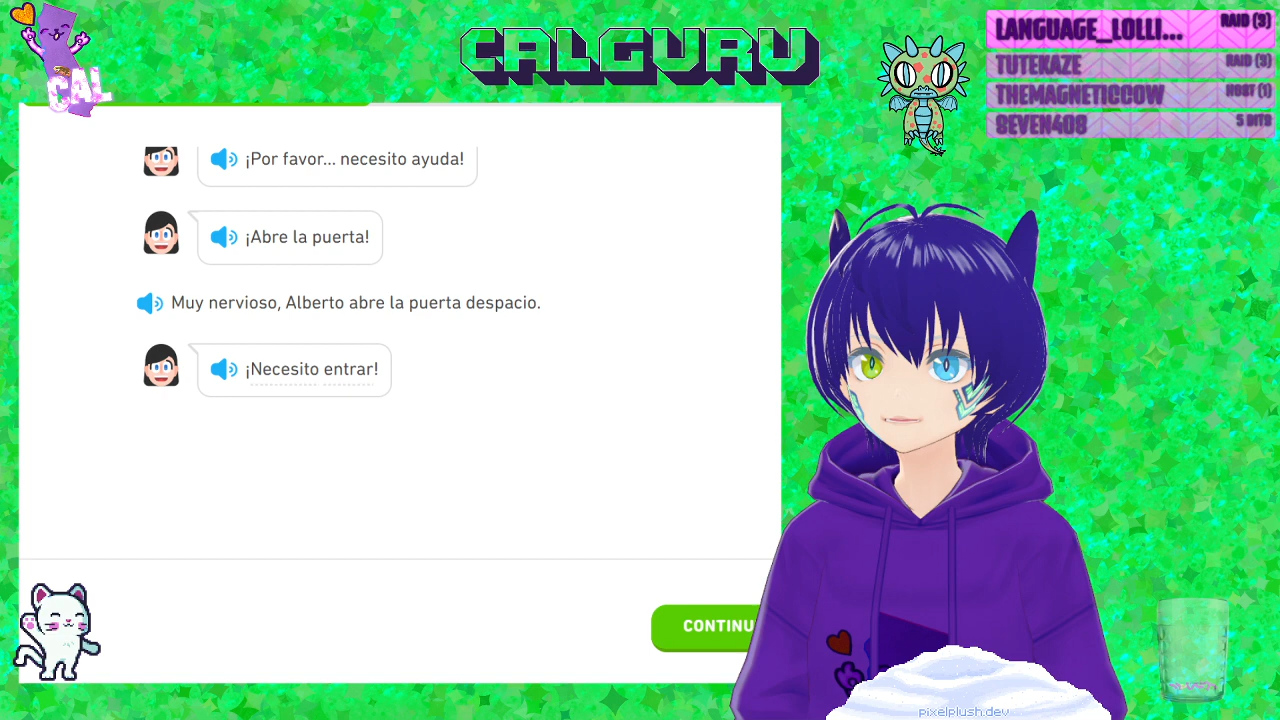 CAL
CALGURU
LANGUAGE_LOLLI... RAID (3)
TUTEKAZE RAID (3)
THEMAGNETICCOW HOST (1)
SEVEN408 5 BITS
¡Por favor... necesito ayuda!
¡Abre la puerta!
Muy nervioso, Alberto abre la puerta despacio.
¡Necesito entrar!
CONTINU
pixelplush.dev